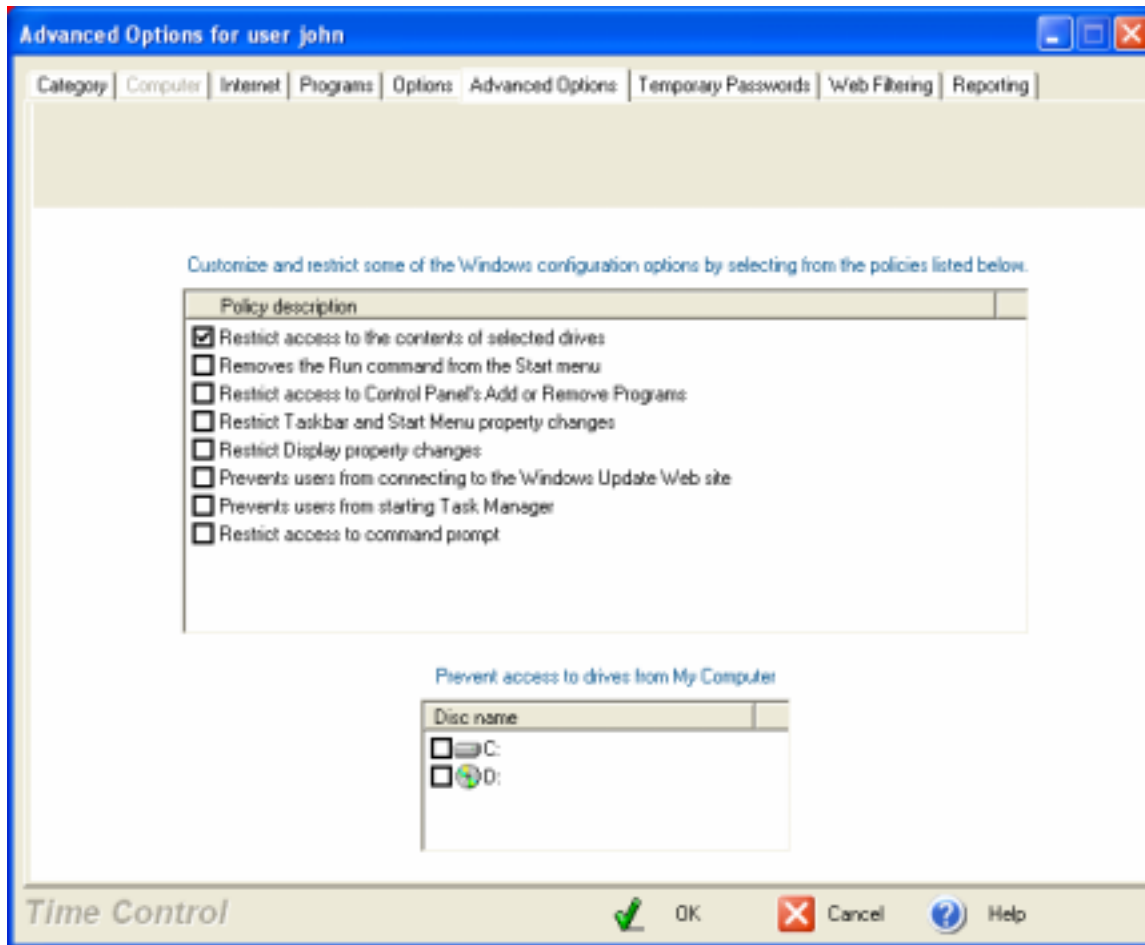 Advanced Options for user john
Category Computer Internet Programs Options Advanced Options Temporary Passwords Web Filtering Reporting
Customize and restrict some of the Windows configuration options by selecting from the policies listed below.
Policy description
Restrict access to the contents of selected drives
Removes the Run command from the Start menu
Restrict access to Control Panel's Add or Remove Programs
Restrict Taskbar and Start Menu property changes
Restrict Display property changes
Prevents users from connecting to the Windows Update Web site
Prevents users from starting Task Manager
Restrict access to command prompt
Prevent access to drives from My Computer
Disc name
C:
D:
Time Control OK Cancel Help